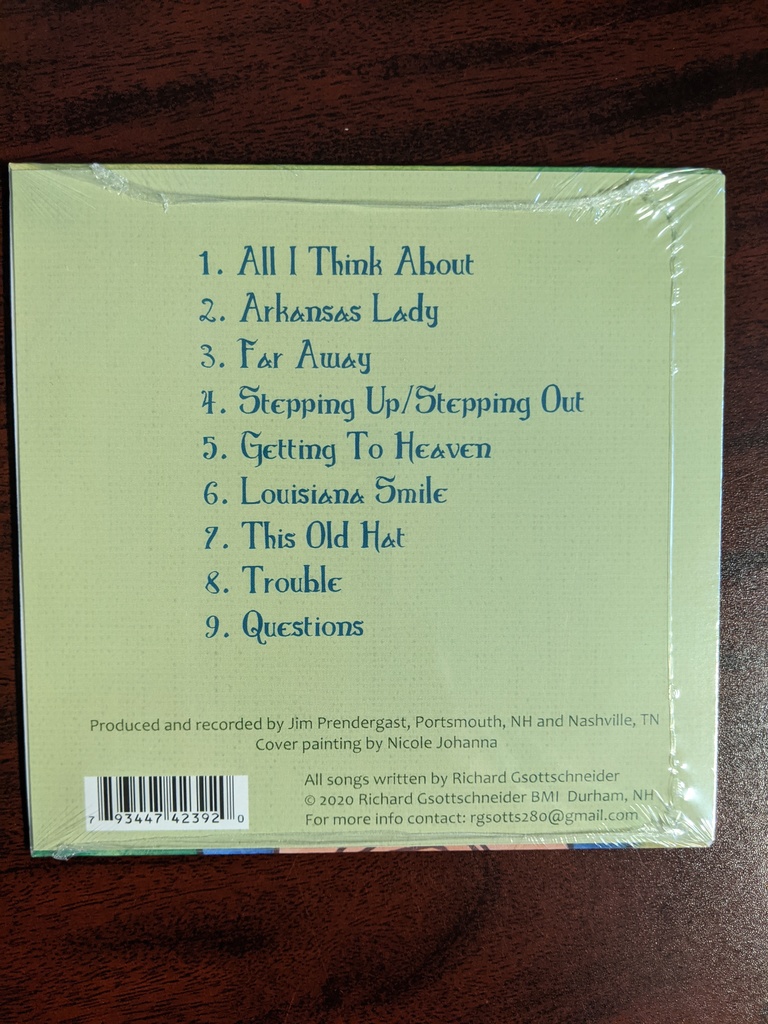 1. All I Think About
2. Arkansas Lady
3. Far Away
4. Stepping Up/Stepping Out
5. Getting To Heaven
6. Louisiana Smile
7. This Old Hat
8. Trouble
9. Questions
Produced and recorded by Jim Prendergast, Portsmouth, NH and Nashville, TN
Cover painting by Nicole Johanna
All songs written by Richard Gsottschneider
© 2020 Richard Gsottschneider BMI Durham, NH
For more info contact: rgsotts280@gmail.com
7 93447 42392 0